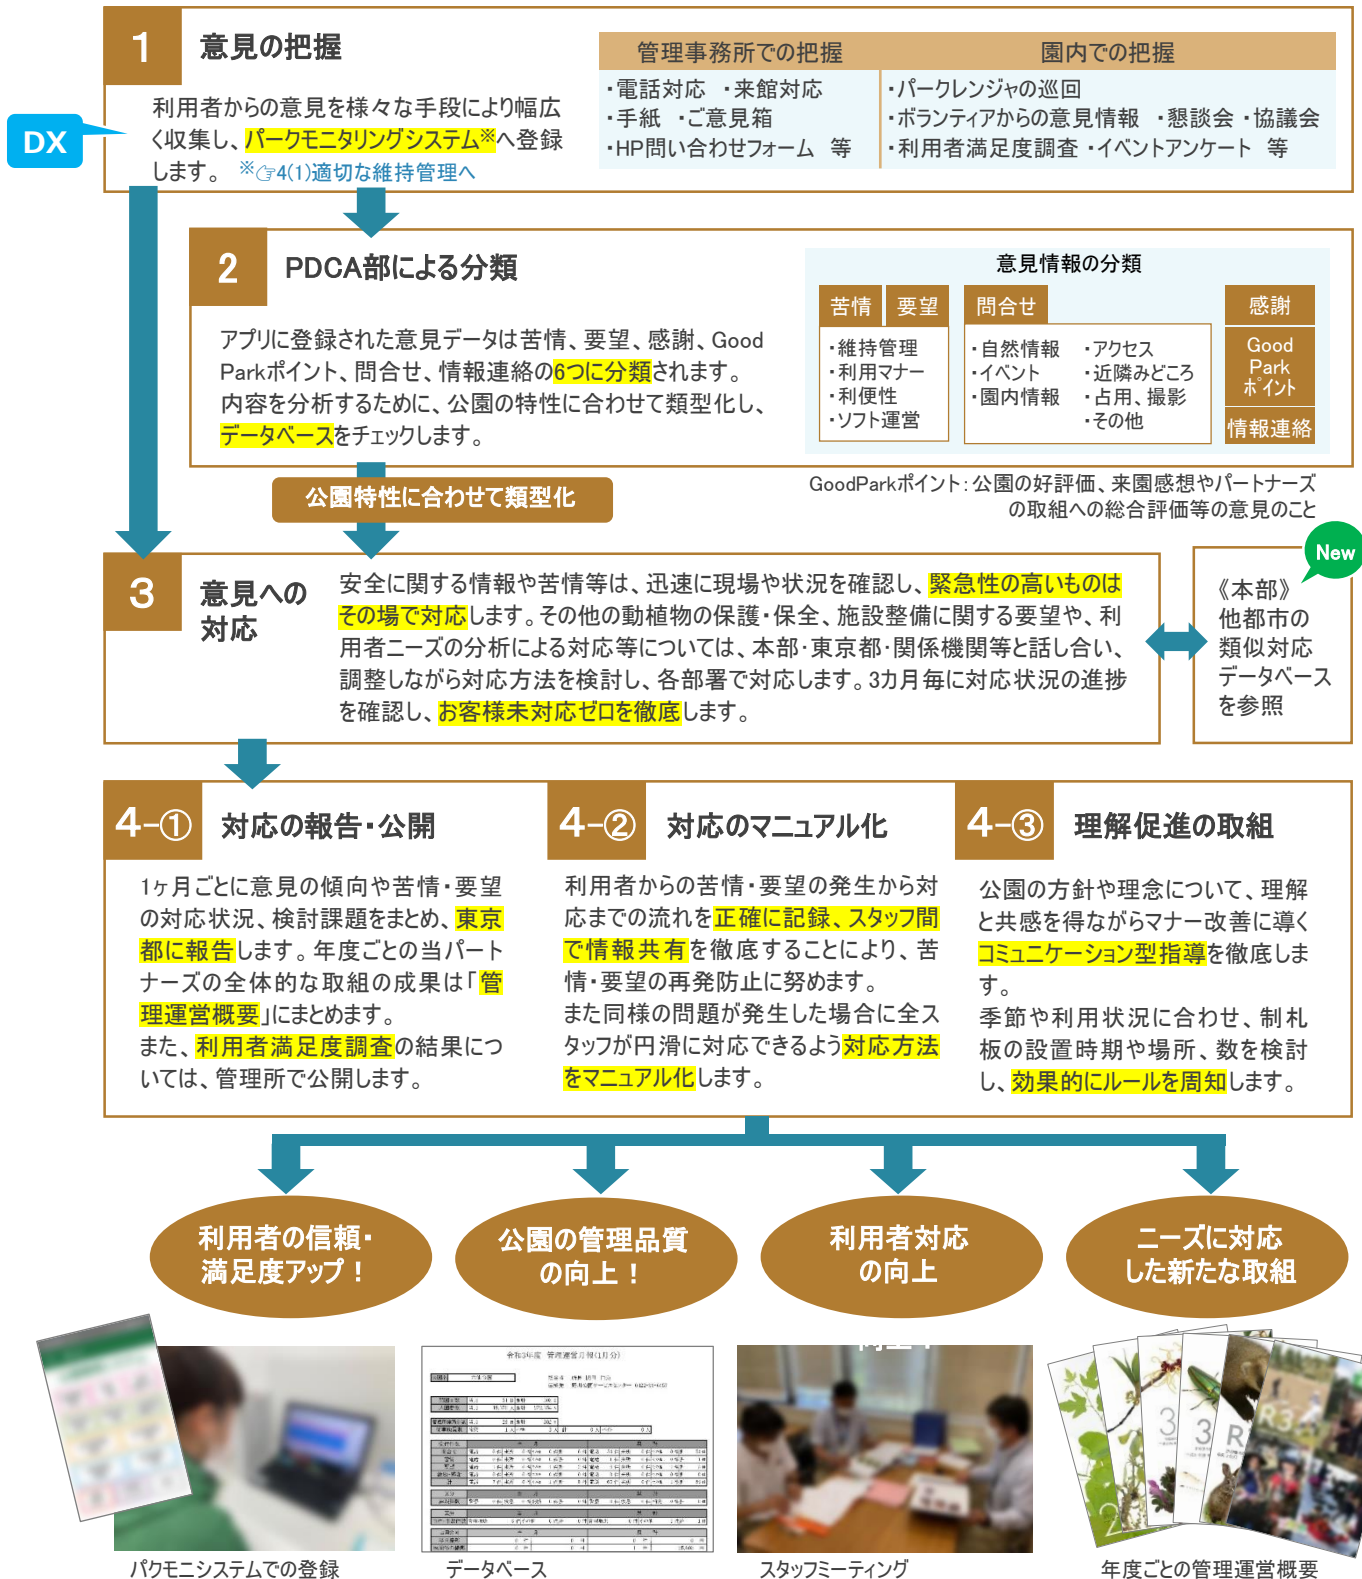 1
意見の把握
DX
利用者からの意見を様々な手段により幅広
く収集し、パークモニタリングシステム※へ登録
します。 ※☞4(1)適切な維持管理へ
管理事務所での把握
園内での把握
・電話対応 ・来館対応
・手紙 ・ご意見箱
・HP問い合わせフォーム 等
・パークレンジャの巡回
・ボランティアからの意見情報 ・懇談会 ・協議会
・利用者満足度調査 ・イベントアンケート 等
2
PDCA部による分類
アプリに登録された意見データは苦情、要望、感謝、Good
Parkポイント、問合せ、情報連絡の6つに分類されます。
内容を分析するために、公園の特性に合わせて類型化し、
データベースをチェックします。
意見情報の分類
苦情
要望
・維持管理
・利用マナー
・利便性
・ソフト運営
問合せ
・自然情報
・イベント
・園内情報
・アクセス
・近隣みどころ
・占用、撮影
・その他
感謝
Good
Park
ポイント
情報連絡
公園特性に合わせて類型化
GoodParkポイント：公園の好評価、来園感想やパートナーズ
の取組への総合評価等の意見のこと
3
意見への
対応
安全に関する情報や苦情等は、迅速に現場や状況を確認し、緊急性の高いものは
その場で対応します。その他の動植物の保護・保全、施設整備に関する要望や、利
用者ニーズの分析による対応等については、本部・東京都・関係機関等と話し合い、
調整しながら対応方法を検討し、各部署で対応します。3カ月毎に対応状況の進捗
を確認し、お客様未対応ゼロを徹底します。
New
《本部》
他都市の
類似対応
データベース
を参照
4-①
対応の報告・公開
1ヶ月ごとに意見の傾向や苦情・要望
の対応状況、検討課題をまとめ、東京
都に報告します。年度ごとの当パート
ナーズの全体的な取組の成果は「管
理運営概要」にまとめます。
また、利用者満足度調査の結果につ
いては、管理所で公開します。
4-②
対応のマニュアル化
利用者からの苦情・要望の発生から対
応までの流れを正確に記録、スタッフ間
で情報共有を徹底することにより、苦
情・要望の再発防止に努めます。
また同様の問題が発生した場合に全ス
タッフが円滑に対応できるよう対応方法
をマニュアル化します。
4-③
理解促進の取組
公園の方針や理念について、理解
と共感を得ながらマナー改善に導く
コミュニケーション型指導を徹底しま
す。
季節や利用状況に合わせ、制札
板の設置時期や場所、数を検討
し、効果的にルールを周知します。
利用者の信頼・
満足度アップ！
公園の管理品質
の向上！
利用者対応
の向上
ニーズに対応
した新たな取組
令和3年度 管理運営月報(1月分)
2
3
3
R
R3
パクモニシステムでの登録
データベース
スタッフミーティング
年度ごとの管理運営概要